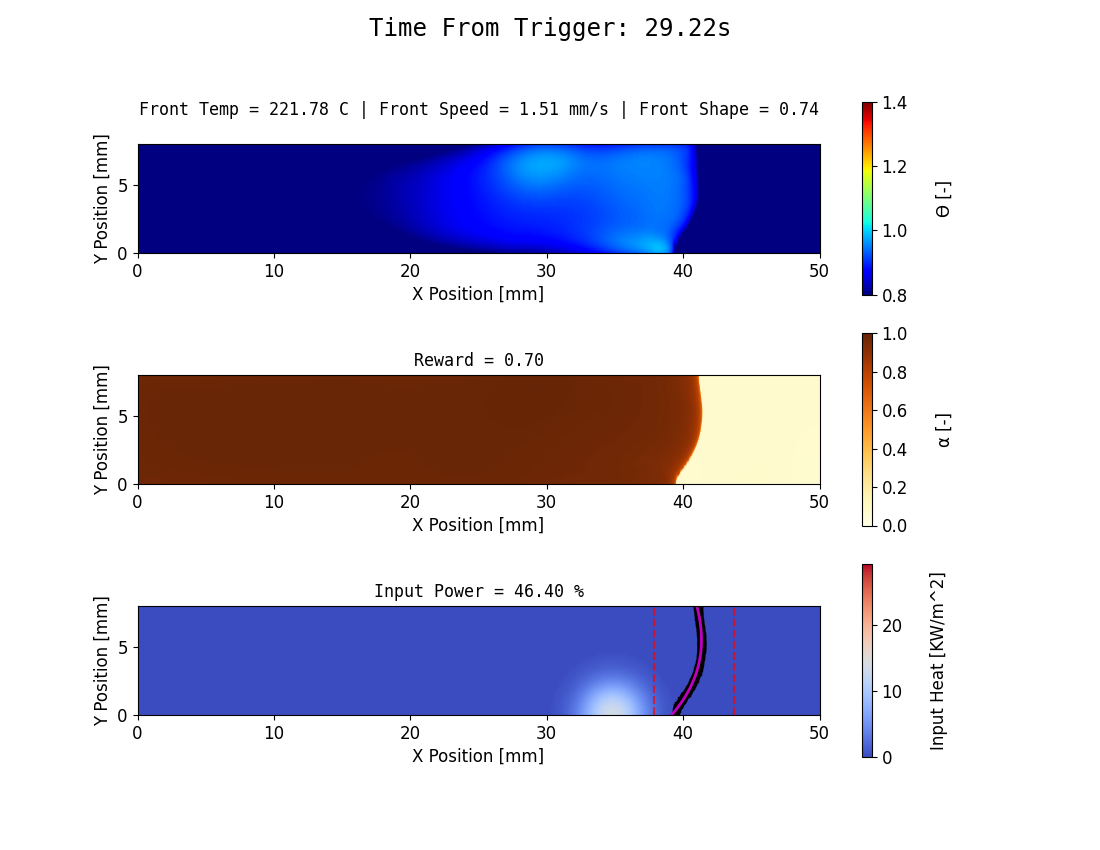 Time From Trigger: 29.22s
Front Temp = 221.78 C | Front Speed = 1.51 mm/s | Front Shape = 0.74
Y Position [mm]
5
0
0 10 20 30 40 50
X Position [mm]
1.4
1.2
1.0
0.8
Θ [-]
Reward = 0.70
Y Position [mm]
5
0
0 10 20 30 40 50
X Position [mm]
1.0
0.8
0.6
0.4
0.2
0.0
α [-]
Input Power = 46.40 %
Y Position [mm]
5
0
0 10 20 30 40 50
X Position [mm]
20
10
0
Input Heat [KW/m^2]